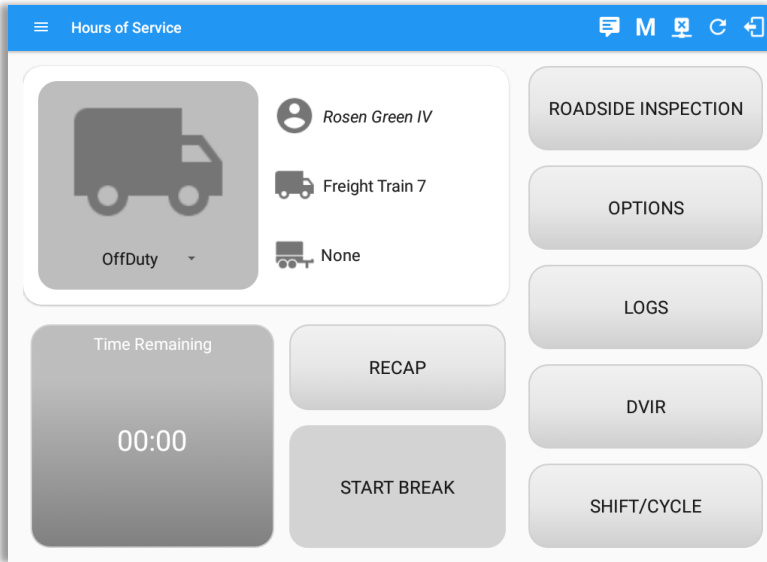 Hours of Service
M
Rosen Green IV
Freight Train 7
None
OffDuty
Time Remaining
00:00
RECAP
START BREAK
ROADSIDE INSPECTION
OPTIONS
LOGS
DVIR
SHIFT/CYCLE